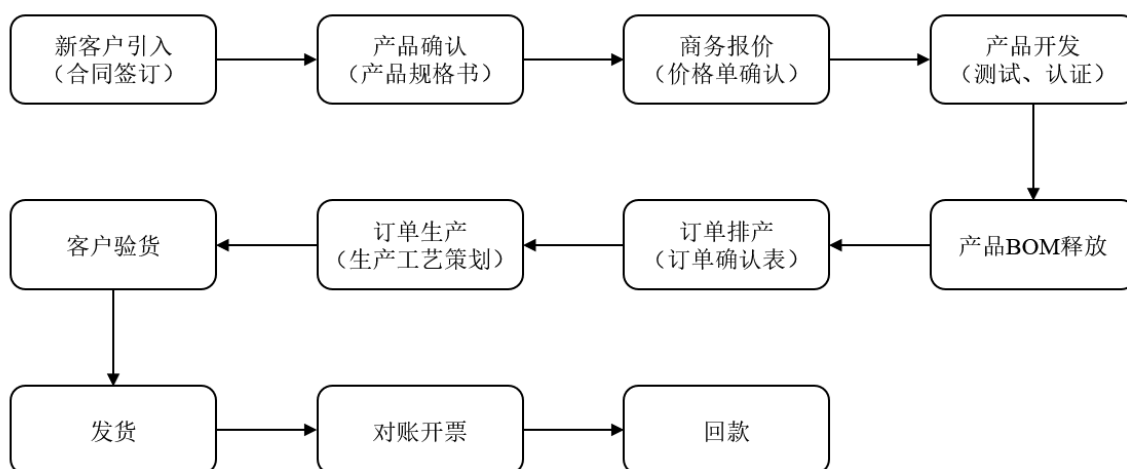 新客户引入
（合同签订）
产品确认
（产品规格书）
商务报价
（价格单确认）
产品开发
（测试、认证）
客户验货
订单生产
（生产工艺策划）
订单排产
（订单确认表）
产品BOM释放
发货
对账开票
回款